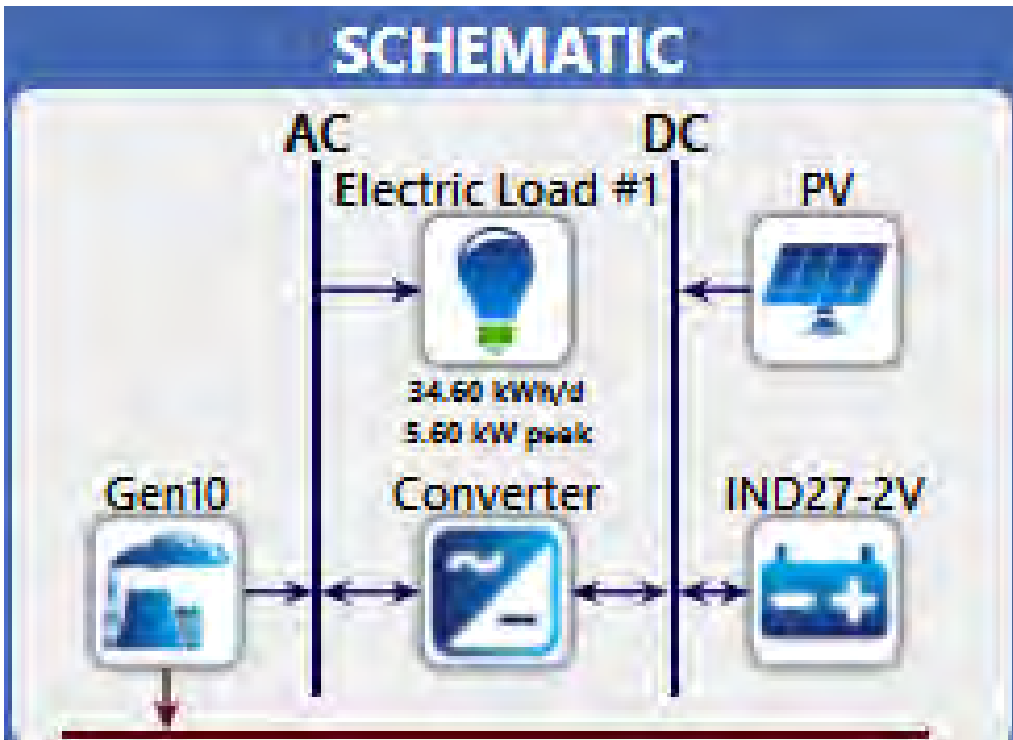 SCHEMATIC
AC DC
Electric Load #1 PV
34.60 kWh/d
5.60 kW peak
Gen10 Converter IND27-2V